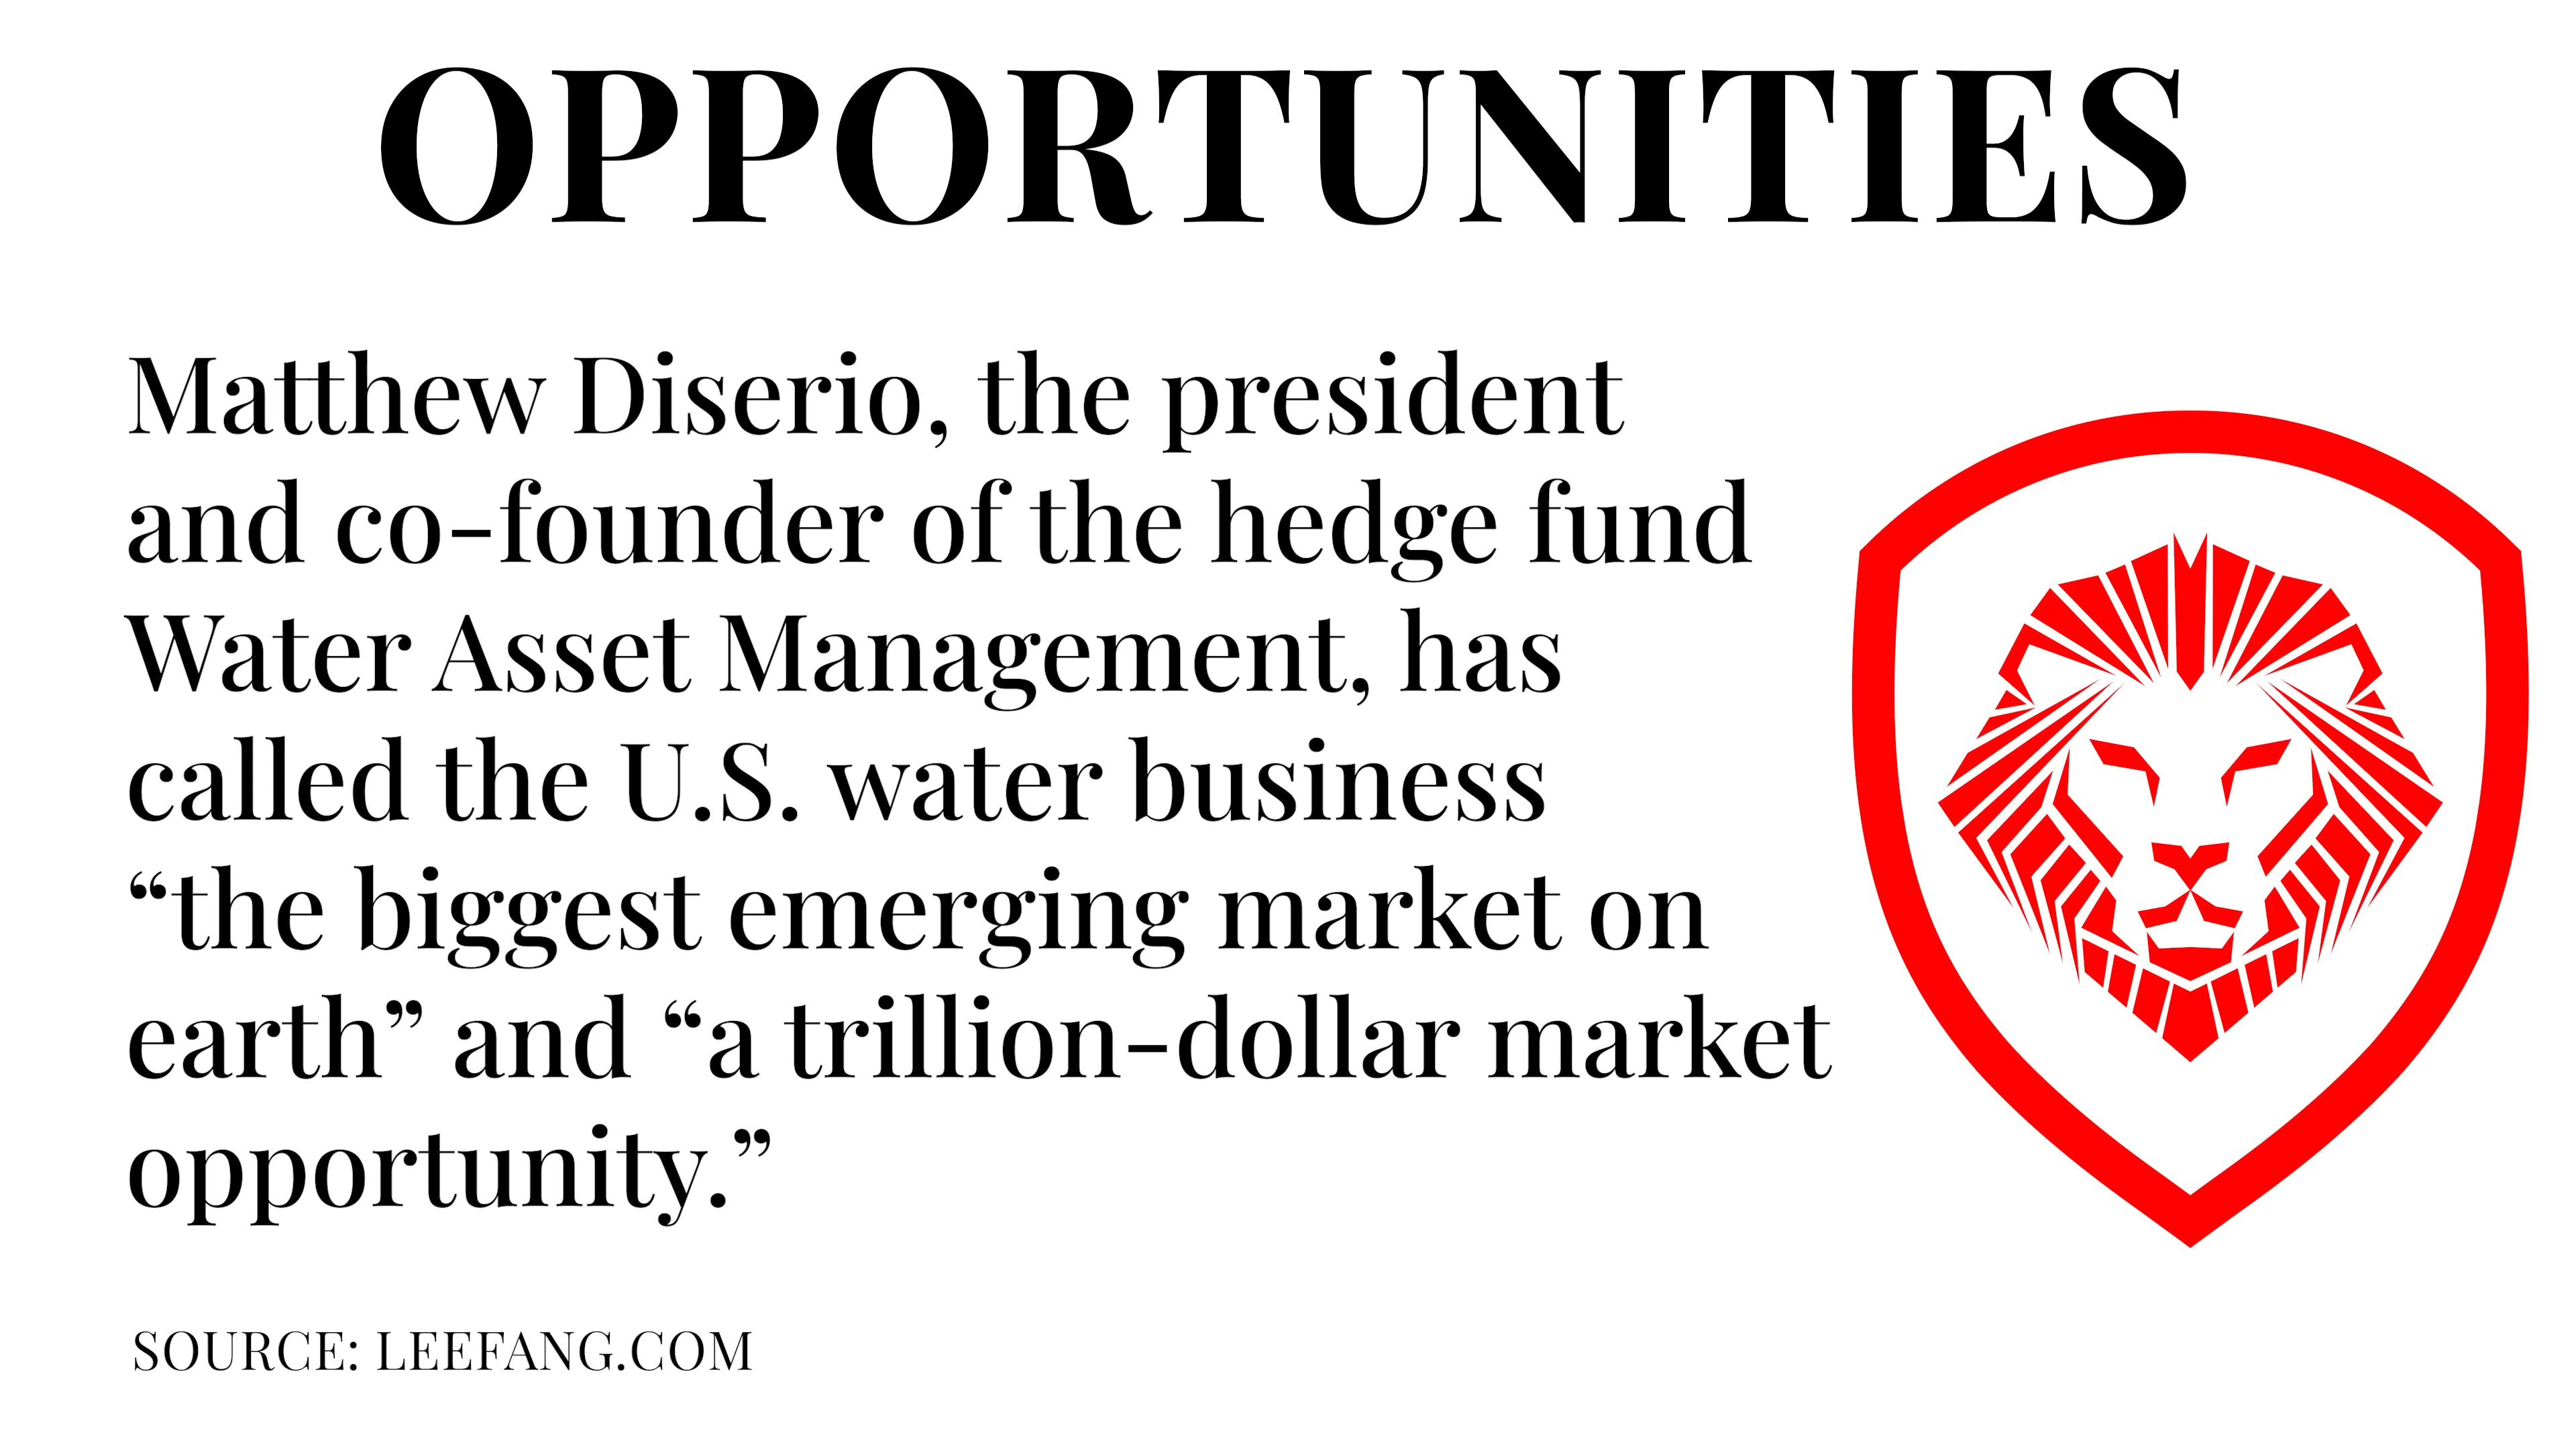 OPPORTUNITIES
Matthew Diserio, the president
and co-founder of the hedge fund
Water Asset Management, has
called the U.S. water business
“the biggest emerging market on
earth” and “a trillion-dollar market
opportunity.”
SOURCE: LEEFANG.COM